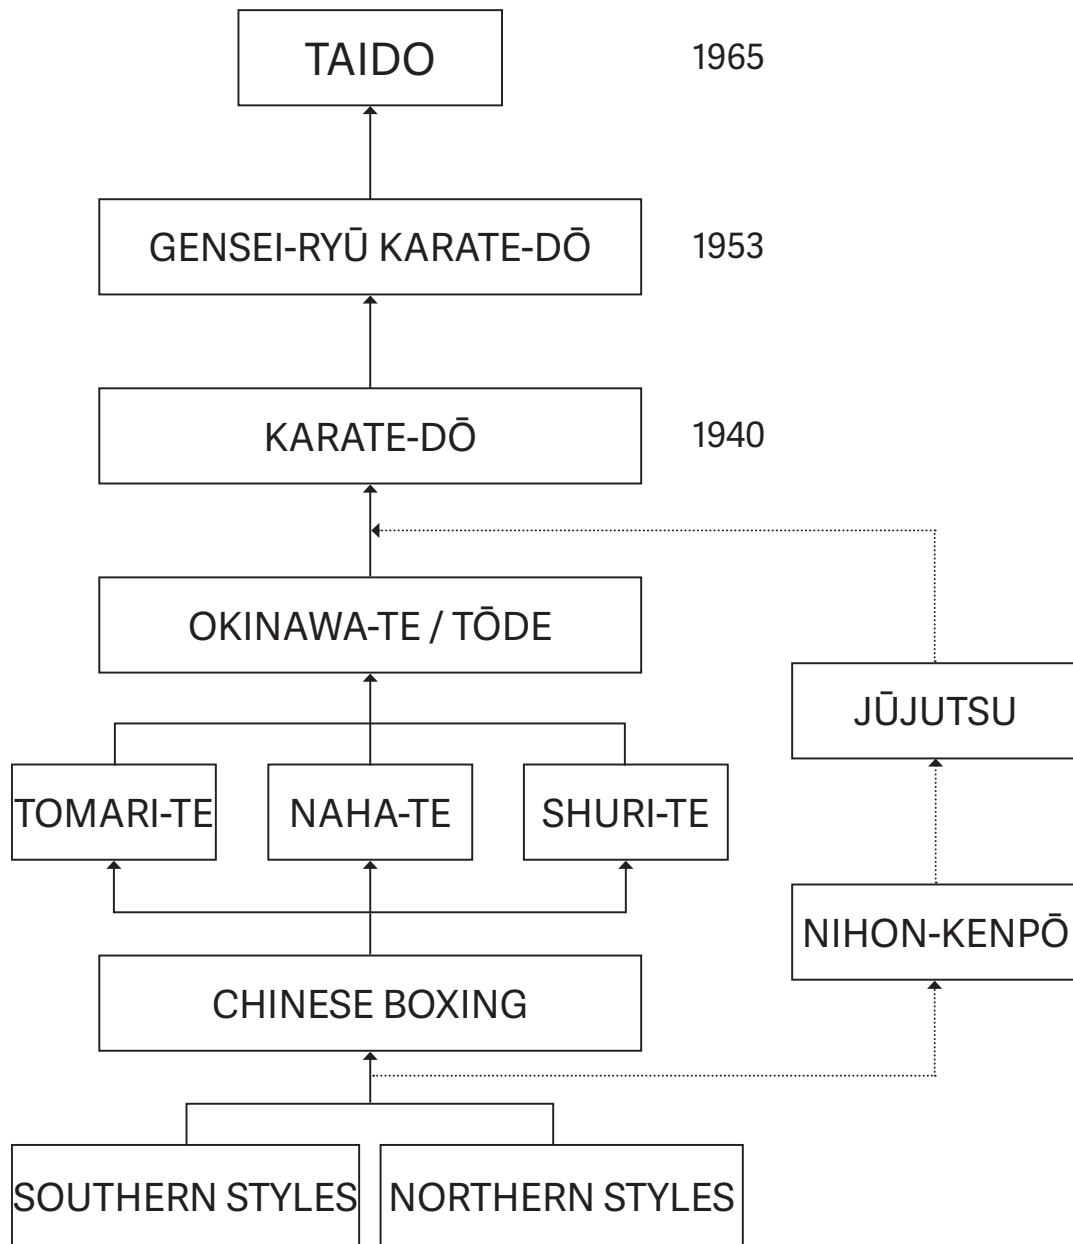 TAIDO
1965
GENSEI-RYŪ KARATE-DŌ
1953
KARATE-DŌ
1940
OKINAWA-TE / TŌDE
JŪJUTSU
TOMARI-TE
NAHA-TE
SHURI-TE
NIHON-KENPŌ
CHINESE BOXING
SOUTHERN STYLES
NORTHERN STYLES